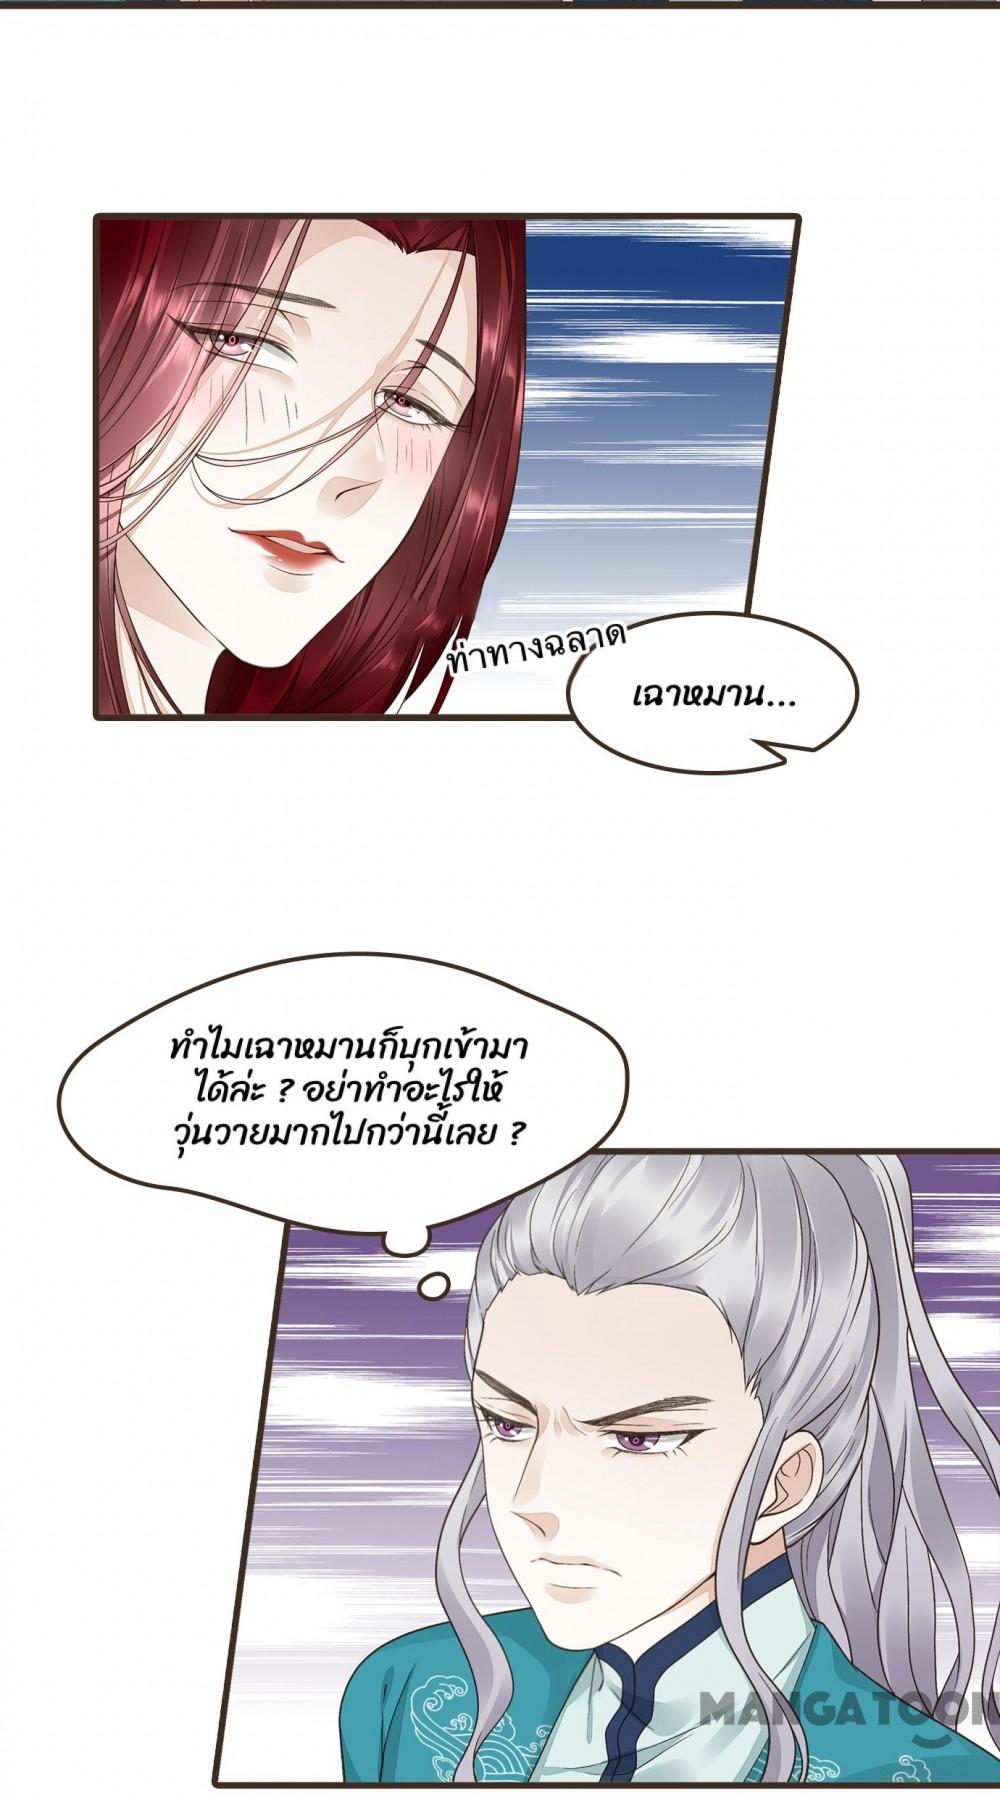 ท่าทางฉลาด
เฉาหมาน...
ทำไมเฉาหมานก็บุกเข้ามา
ได้ล่ะ ? อย่าทำอะไรให้
วุ่นวายมากไปกว่านี้เลย ?
MANGATOON